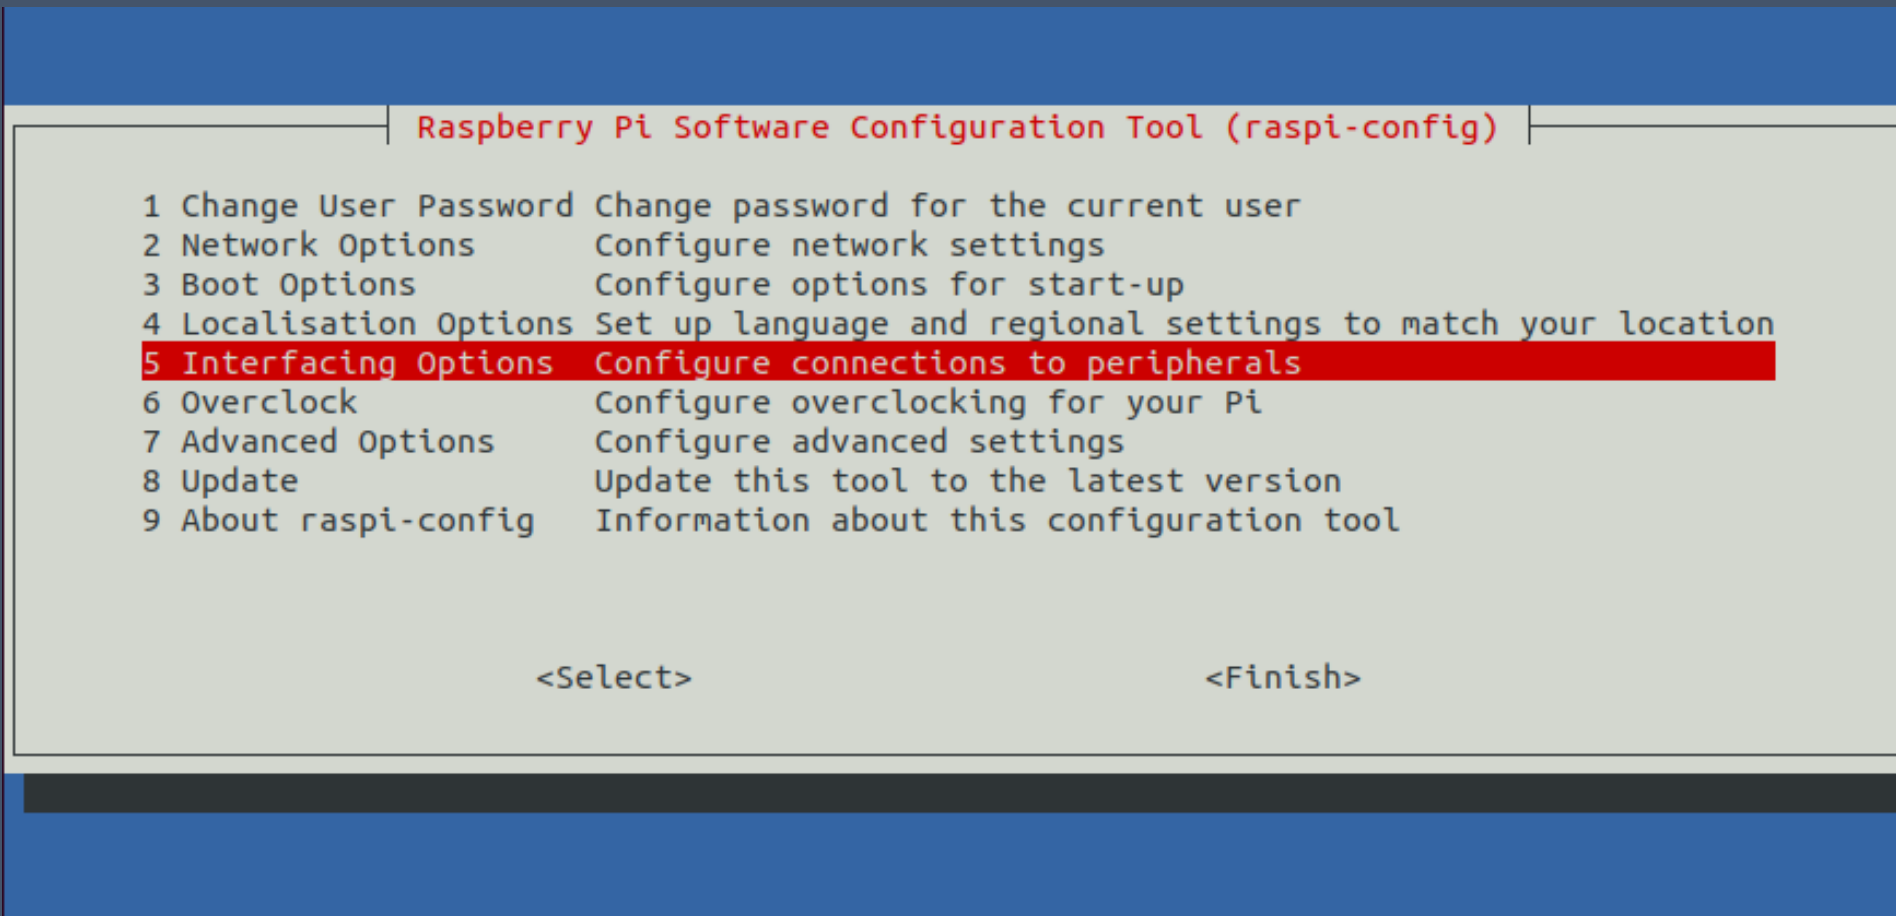 Raspberry Pi Software Configuration Tool (raspi-config)
1 Change User Password Change password for the current user
2 Network Options Configure network settings
3 Boot Options Configure options for start-up
4 Localisation Options Set up language and regional settings to match your location
5 Interfacing Options Configure connections to peripherals
6 Overclock Configure overclocking for your Pi
7 Advanced Options Configure advanced settings
8 Update Update this tool to the latest version
9 About raspi-config Information about this configuration tool
<Select> <Finish>